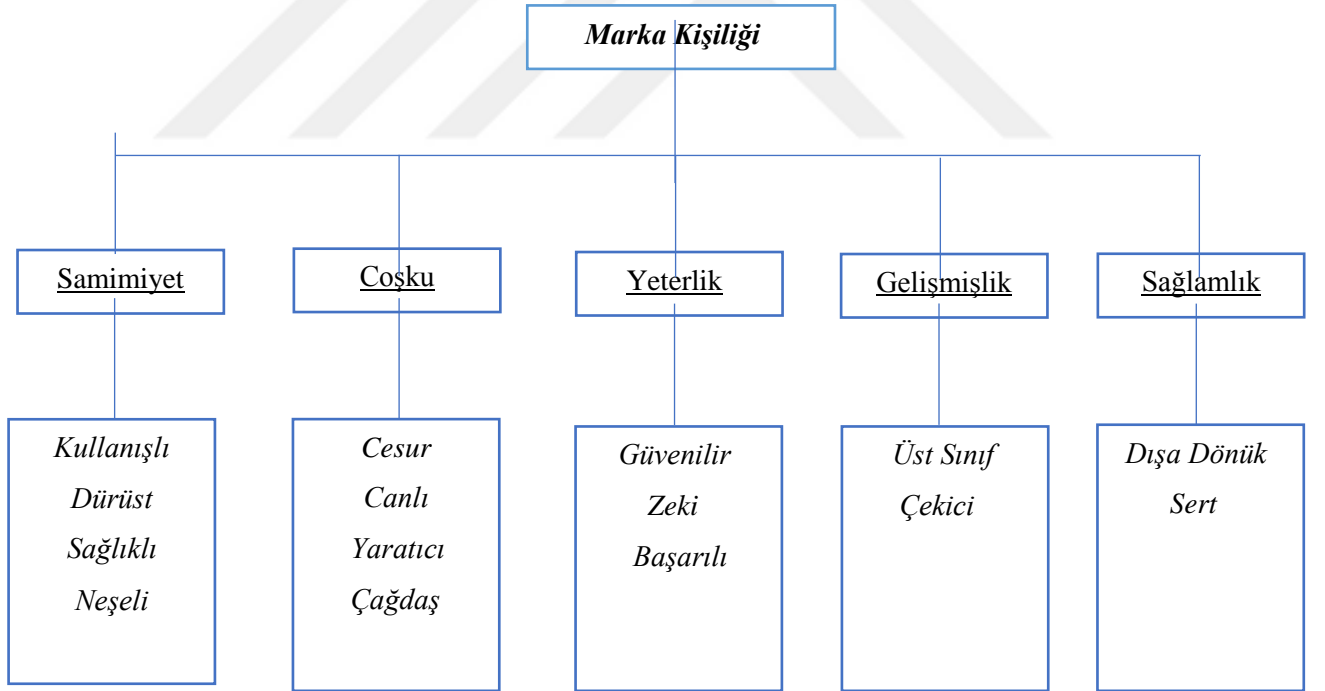 Marka Kişiliği
Samimiyet
Coşku
Yeterlik
Gelişmişlik
Sağlamlık
Kullanışlı
Dürüst
Sağlıklı
Neşeli
Cesur
Canlı
Yaratıcı
Çağdaş
Güvenilir
Zeki
Başarılı
Üst Sınıf
Çekici
Dışa Dönük
Sert